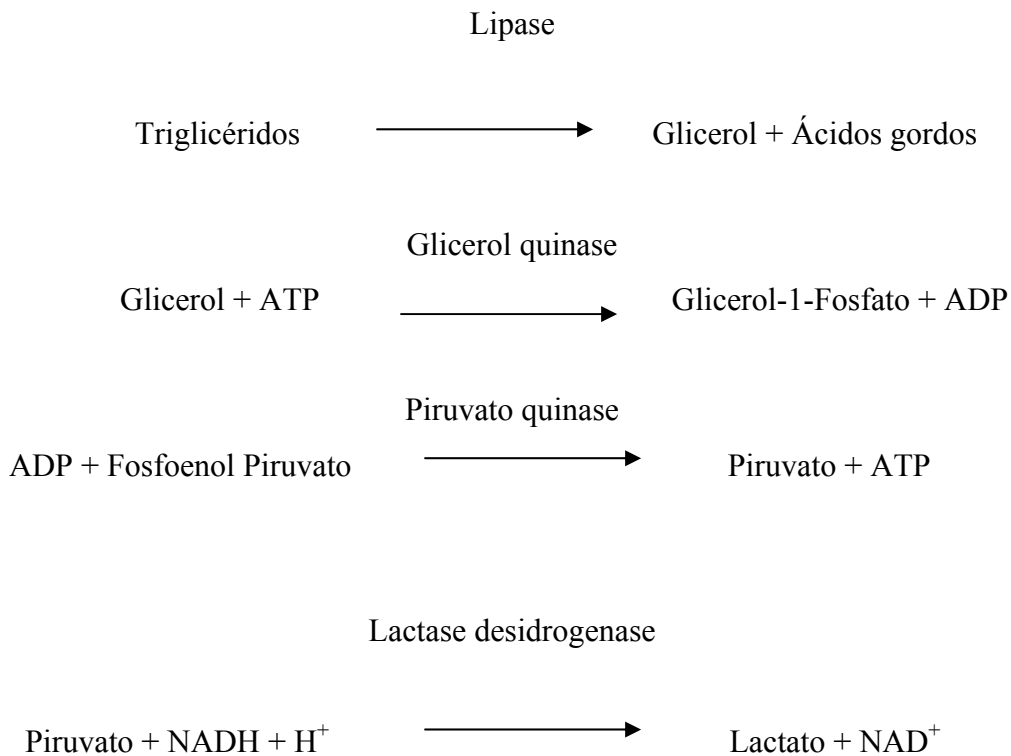 Lipase
Triglicéridos Glicerol + Ácidos gordos
Glicerol quinase
Glicerol + ATP Glicerol-1-Fosfato + ADP
Piruvato quinase
ADP + Fosfoenol Piruvato Piruvato + ATP
Lactase desidrogenase
Piruvato + NADH + H⁺ Lactato + NAD⁺